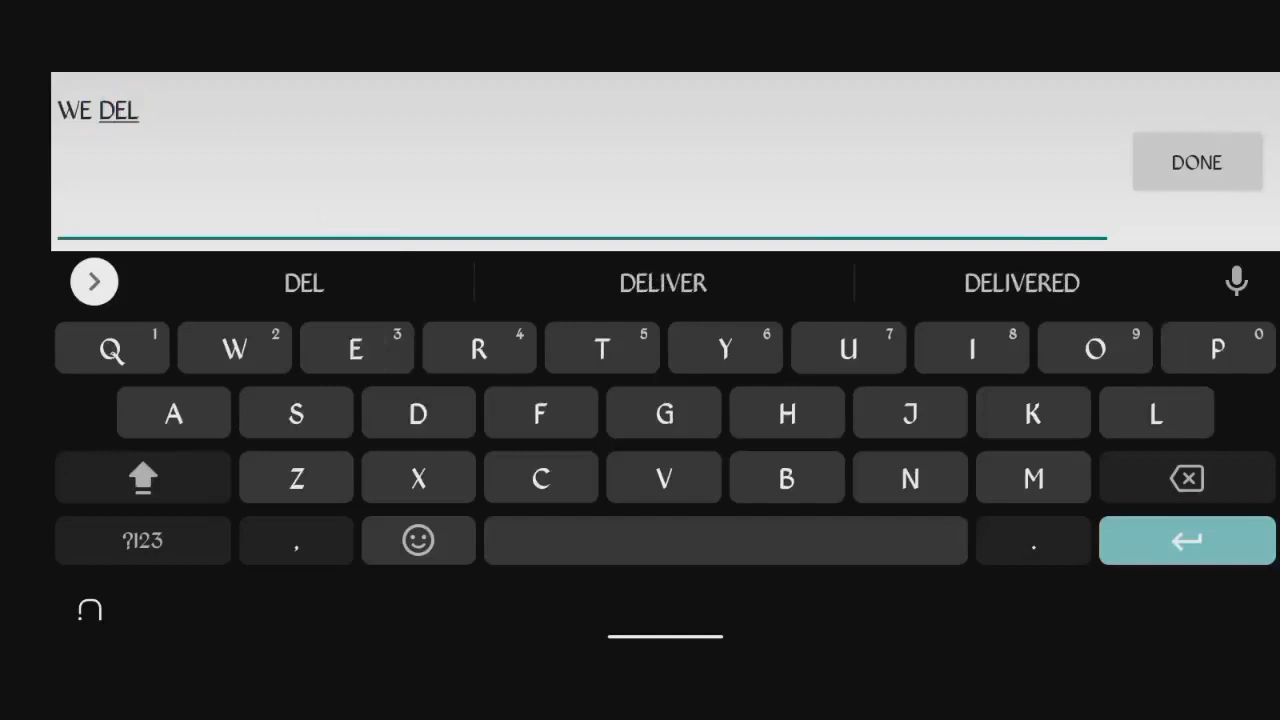 WE DEL
DONE
DEL DELIVER DELIVERED
Q 1 W 2 E 3 R 4 T 5 Y 6 U 7 I 8 O 9 P 0
A S D F G H J K L
Z X C V B N M
?123 , .